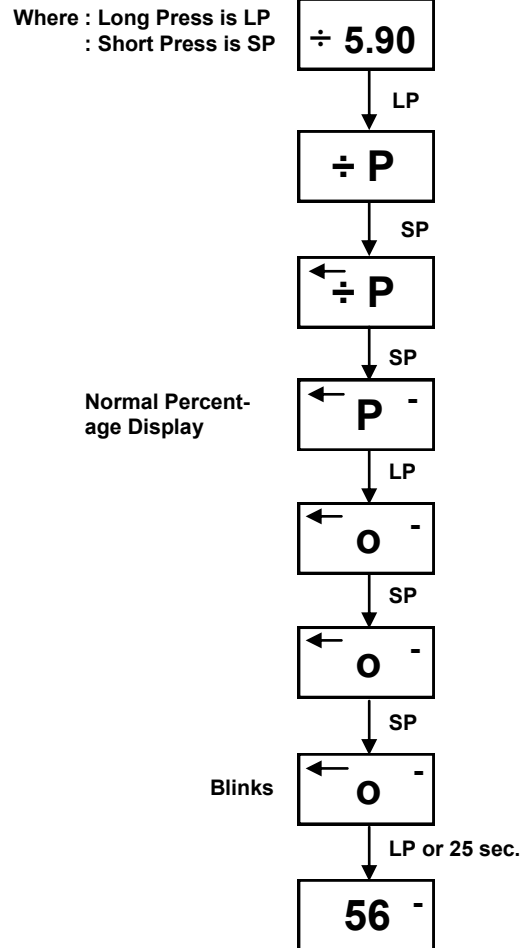 Where : Long Press is LP
: Short Press is SP
÷ 5.90
LP
÷ P
SP
← ÷ P
SP
Normal Percent-
age Display
← P -
LP
← o -
SP
← o -
SP
Blinks
← o -
LP or 25 sec.
56 -